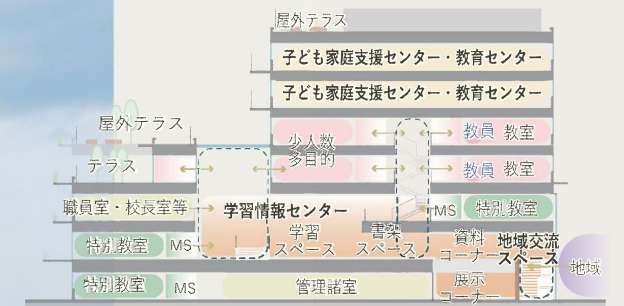 屋外テラス
子ども家庭支援センター・教育センター
子ども家庭支援センター・教育センター
屋外テラス
少人数
多目的
教員 教室
テラス
教員 教室
職員室・校長室等
学習情報センター
MS
特別教室
特別教室
MS
学習
スペース
書架
スペース
資料
コーナー
地域交流
スペース
地域
特別教室
MS
管理諸室
展示
コーナー